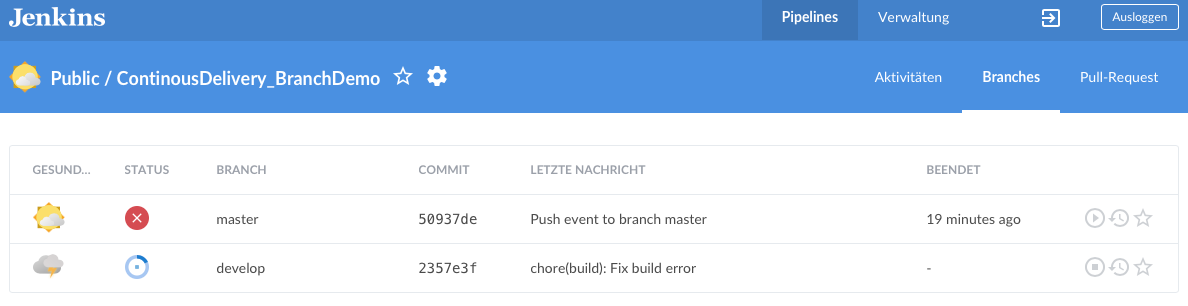 Jenkins Pipelines Verwaltung Ausloggen
Public / ContinousDelivery_BranchDemo Aktivitäten Branches Pull-Request
GESUND... STATUS BRANCH COMMIT LETZTE NACHRICHT BEENDET
master 50937de Push event to branch master 19 minutes ago
develop 2357e3f chore(build): Fix build error -